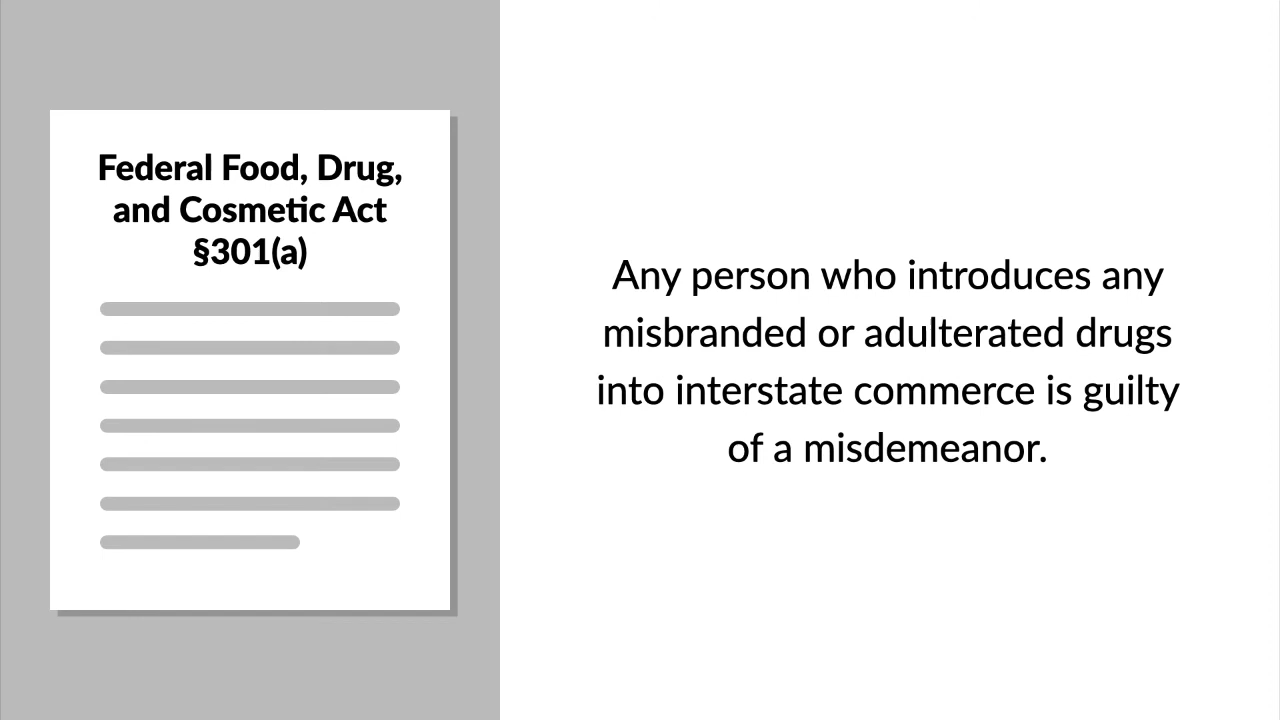 Federal Food, Drug,
and Cosmetic Act
§301(a)
Any person who introduces any
misbranded or adulterated drugs
into interstate commerce is guilty
of a misdemeanor.